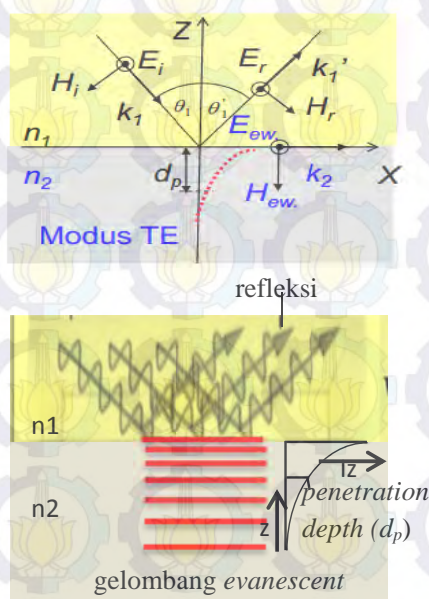 Z
E_i
E_r
k_1'
H_i
k_1
θ_1
θ_1'
H_r
n_1
E_ew.
d_p
n_2
k_2
X
H_ew.
Modus TE
refleksi
n1
Iz
n2
penetration
z
depth (d_p)
gelombang evanescent